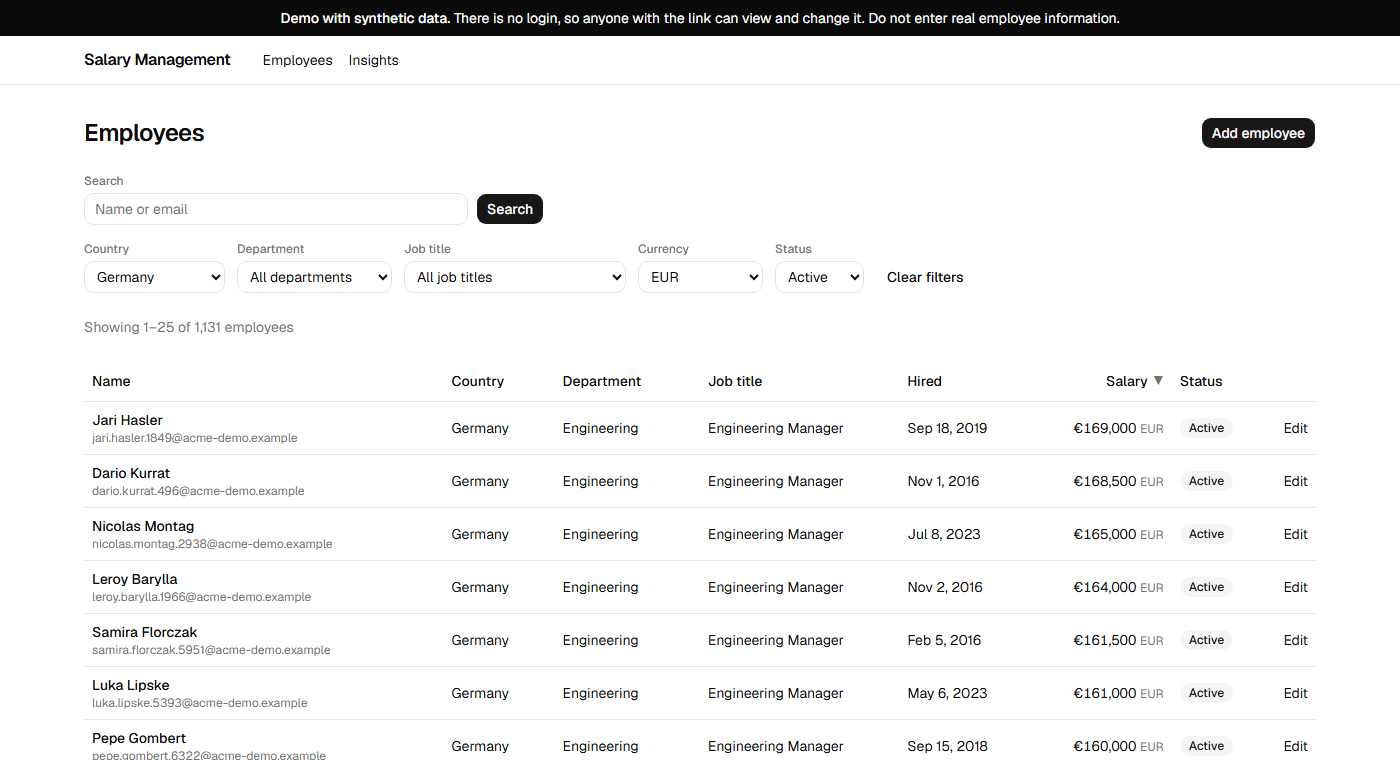 Demo with synthetic data. There is no login, so anyone with the link can view and change it. Do not enter real employee information.
Salary Management Employees Insights
Employees Add employee
Search
Name or email Search
Country Department Job title Currency Status
Germany All departments All job titles EUR Active Clear filters
Showing 1–25 of 1,131 employees
Name Country Department Job title Hired Salary ▼ Status
Jari Hasler
jari.hasler.1849@acme-demo.example
Germany Engineering Engineering Manager Sep 18, 2019 €169,000 EUR Active Edit
Dario Kurrat
dario.kurrat.496@acme-demo.example
Germany Engineering Engineering Manager Nov 1, 2016 €168,500 EUR Active Edit
Nicolas Montag
nicolas.montag.2938@acme-demo.example
Germany Engineering Engineering Manager Jul 8, 2023 €165,000 EUR Active Edit
Leroy Barylla
leroy.barylla.1966@acme-demo.example
Germany Engineering Engineering Manager Nov 2, 2016 €164,000 EUR Active Edit
Samira Florczak
samira.florczak.5951@acme-demo.example
Germany Engineering Engineering Manager Feb 5, 2016 €161,500 EUR Active Edit
Luka Lipske
luka.lipske.5393@acme-demo.example
Germany Engineering Engineering Manager May 6, 2023 €161,000 EUR Active Edit
Pepe Gombert
pepe.gombert.6322@acme-demo.example
Germany Engineering Engineering Manager Sep 15, 2018 €160,000 EUR Active Edit